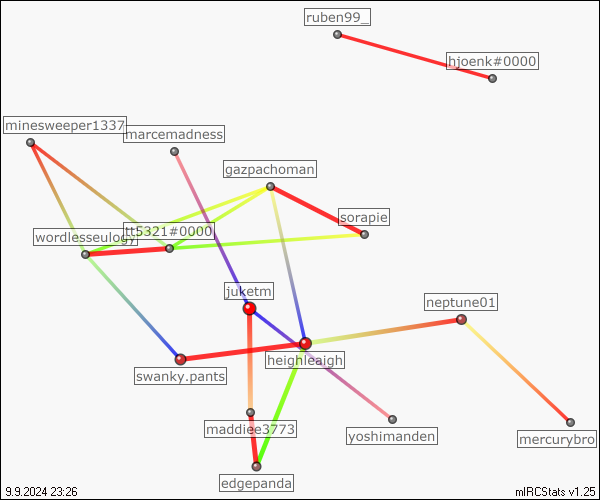 ruben99_
hjoenk#0000
minesweeper1337
marcemadness
gazpachoman
sorapie
wordlesseulogy
tt5321#0000
juketm
neptune01
heighleaigh
swanky.pants
maddiee3773
yoshimanden
mercurybro
edgepanda
9.9.2024 23:26
mIRCStats v1.25